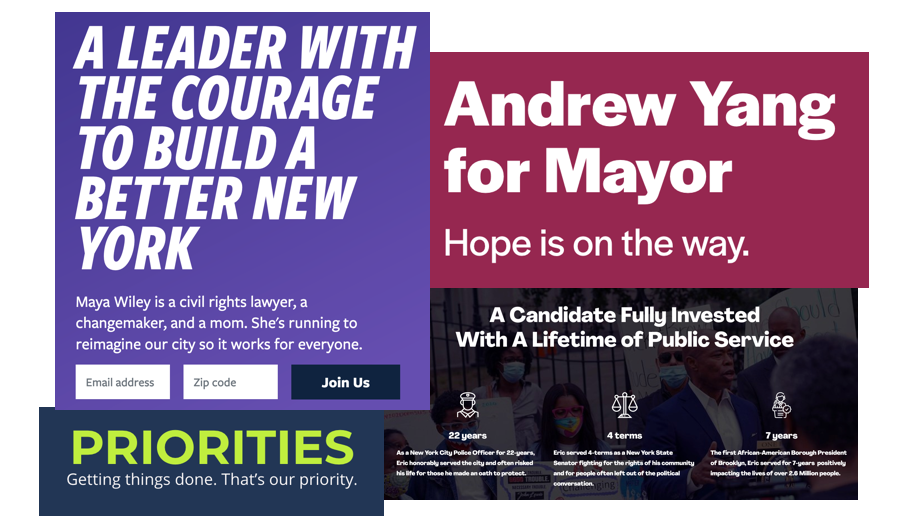 A LEADER WITH
THE COURAGE
TO BUILD A
BETTER NEW
YORK
Maya Wiley is a civil rights lawyer, a
changemaker, and a mom. She's running to
reimagine our city so it works for everyone.
Email address
Zip code
Join Us
PRIORITIES
Getting things done. That's our priority.
Andrew Yang
for Mayor
Hope is on the way.
A Candidate Fully Invested
With A Lifetime of Public Service
22 years
As a New York City Police Officer for 22-years,
Eric honorably served the city and often risked
his life for those he made an oath to protect.
4 terms
Eric served 4-terms as a New York State
Senator fighting for the rights of his community
and for people often left out of the political
conversation.
7 years
The first African-American Borough President
of Brooklyn, Eric served for 7-years positively
impacting the lives of over 2.6 Million people.